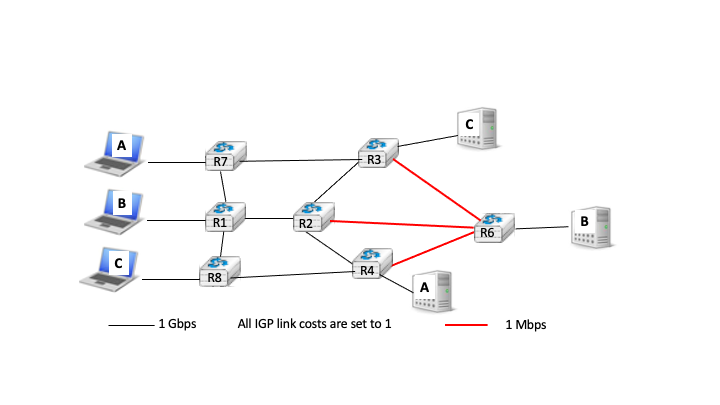 C
A
R7
R3
B
R1
R2
R6
B
C
R8
R4
A
1 Gbps
All IGP link costs are set to 1
1 Mbps